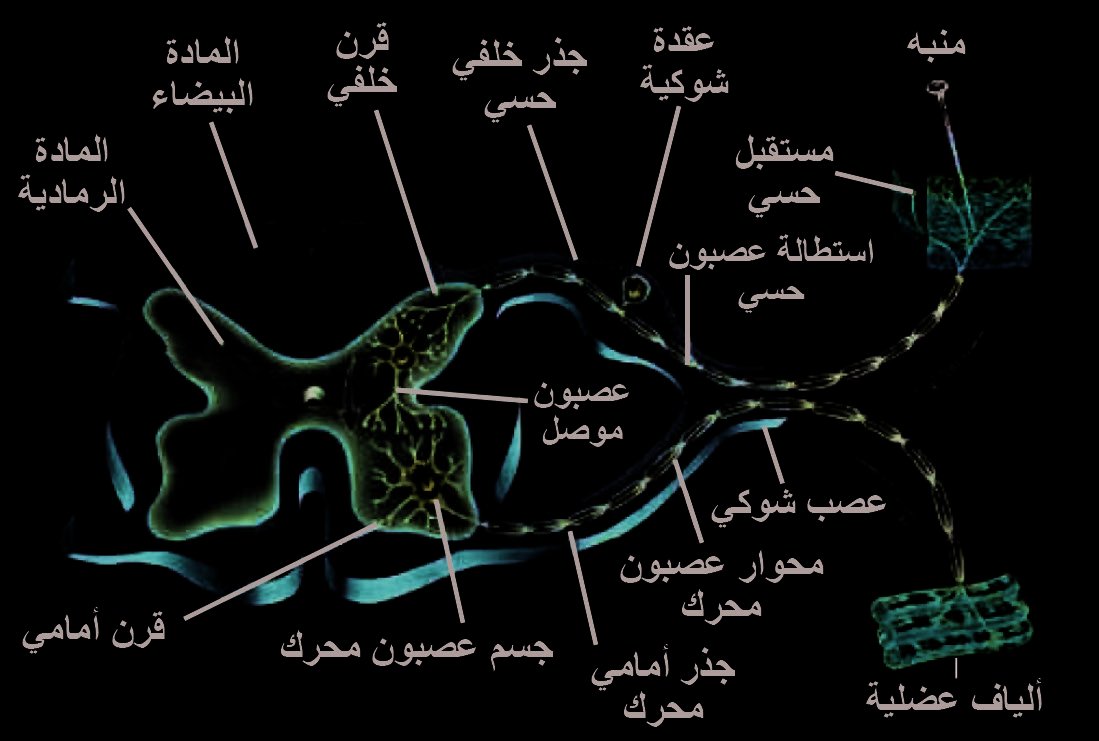 المادة
البيضاء
قرن
خلفي
جذر خلفي
حسي
عقدة
شوكية
منبه
المادة
الرمادية
مستقبل
حسي
استطالة عصبون
حسي
عصبون
موصل
عصب شوكي
محوار عصبون
محرك
قرن أمامي
جسم عصبون محرك
جذر أمامي
محرك
ألياف عضلية